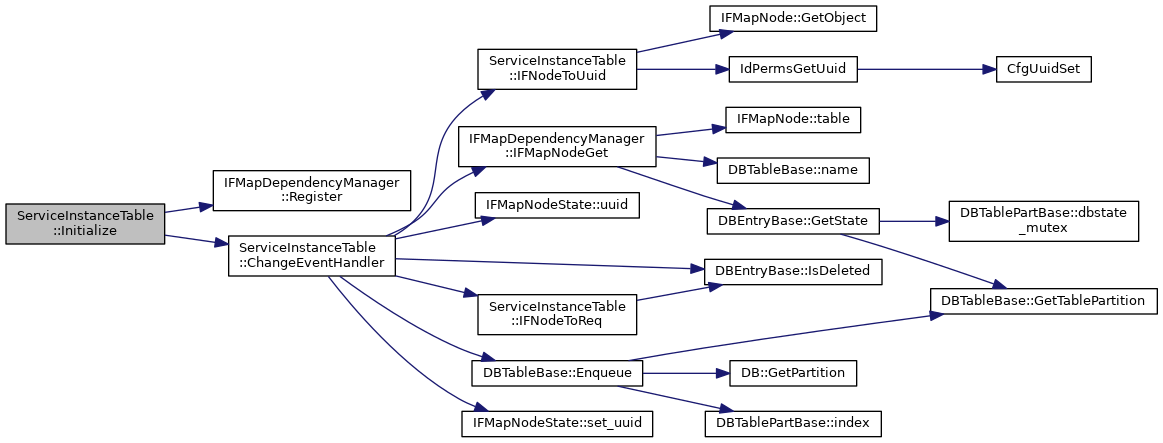 ServiceInstanceTable
::Initialize
IFMapDependencyManager
::Register
ServiceInstanceTable
::ChangeEventHandler
ServiceInstanceTable
::IFNodeToUuid
IFMapDependencyManager
::IFMapNodeGet
IFMapNodeState::uuid
ServiceInstanceTable
::IFNodeToReq
DBTableBase::Enqueue
IFMapNodeState::set_uuid
IFMapNode::GetObject
IdPermsGetUuid
IFMapNode::table
DBTableBase::name
DBEntryBase::GetState
DBEntryBase::IsDeleted
DB::GetPartition
DBTablePartBase::index
CfgUuidSet
DBTablePartBase::dbstate
_mutex
DBTableBase::GetTablePartition